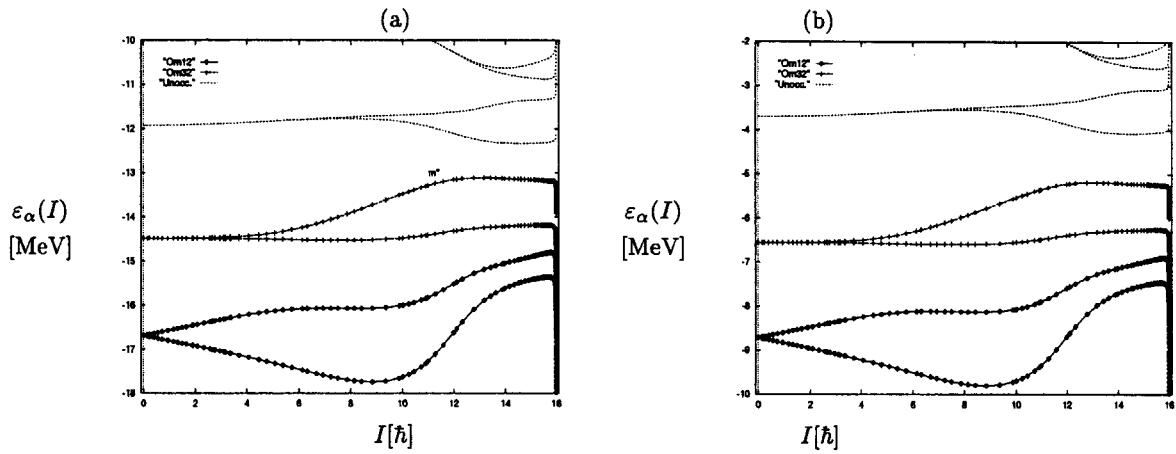 (a)
-10
-11
-12
-13
-14
-15
-16
-17
-18
"Om12"
"Om32"
"Unocc."
0 2 4 6 8 10 12 14 16
εα(I)
[MeV]
I[ħ]
(b)
-2
-3
-4
-5
-6
-7
-8
-9
-10
"Om12"
"Om32"
"Unocc."
0 2 4 6 8 10 12 14 16
εα(I)
[MeV]
I[ħ]